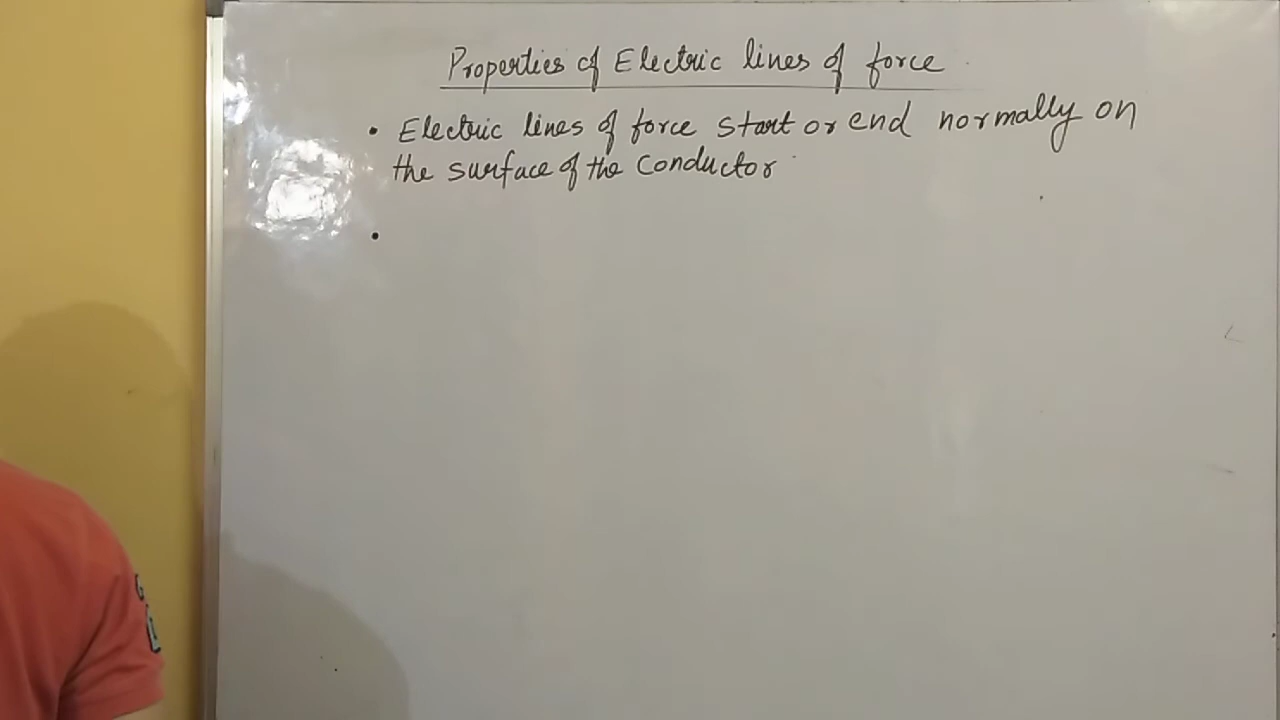 Properties of Electric lines of force
• Electric lines of force start or end normally on
the surface of the conductor
•